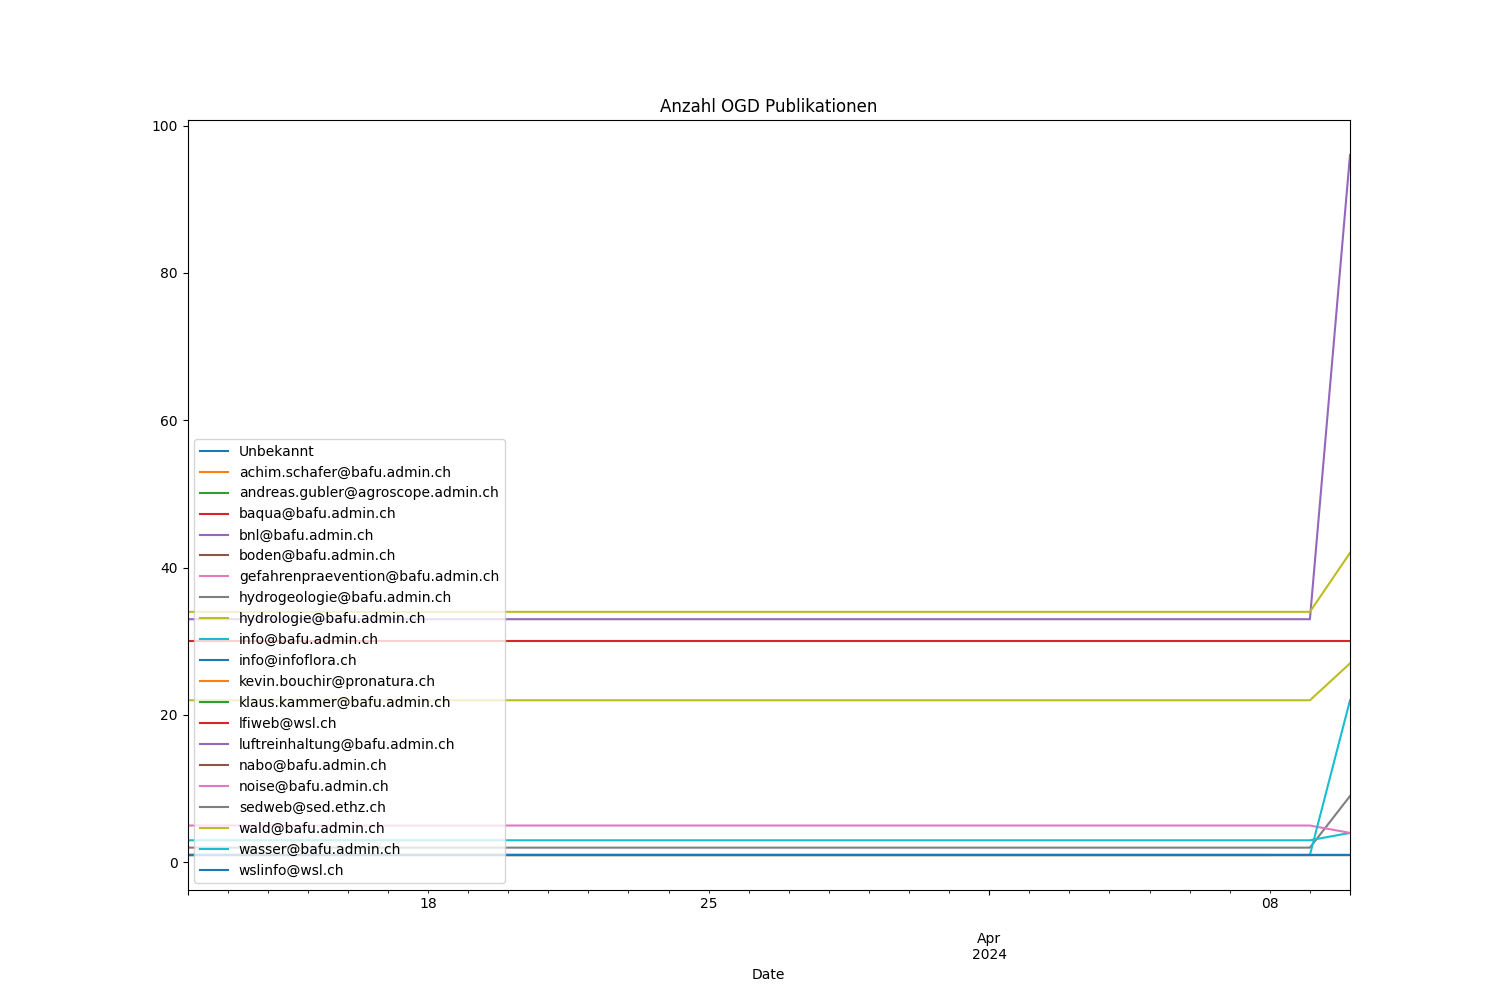 Anzahl OGD Publikationen
100
80
60
40
20
0
Unbekannt
achim.schafer@bafu.admin.ch
andreas.gubler@agroscope.admin.ch
baqua@bafu.admin.ch
bnl@bafu.admin.ch
boden@bafu.admin.ch
gefahrenpraevention@bafu.admin.ch
hydrogeologie@bafu.admin.ch
hydrologie@bafu.admin.ch
info@bafu.admin.ch
info@infoflora.ch
kevin.bouchir@pronatura.ch
klaus.kammer@bafu.admin.ch
lfiweb@wsl.ch
luftreinhaltung@bafu.admin.ch
nabo@bafu.admin.ch
noise@bafu.admin.ch
sedweb@sed.ethz.ch
wald@bafu.admin.ch
wasser@bafu.admin.ch
wslinfo@wsl.ch
18 25 08
Apr
2024
Date